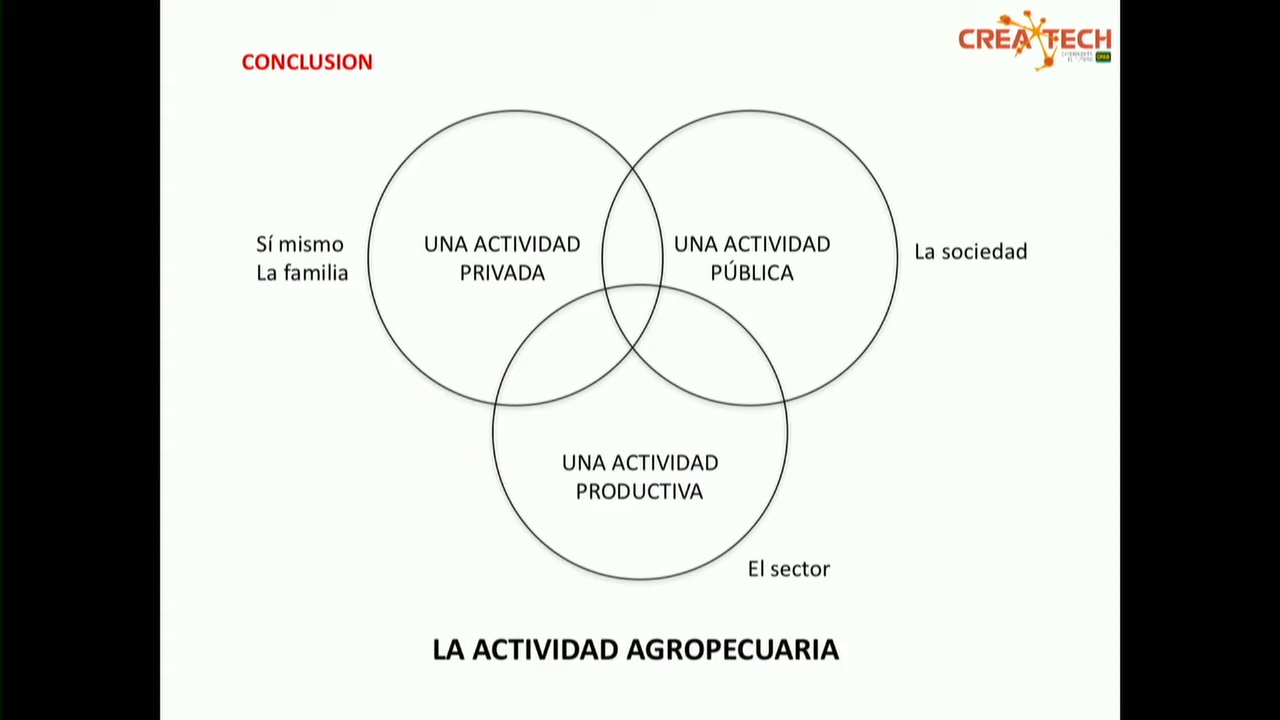 CONCLUSION
CREA TECH
CREA
Sí mismo
La familia
UNA ACTIVIDAD
PRIVADA
UNA ACTIVIDAD
PÚBLICA
La sociedad
UNA ACTIVIDAD
PRODUCTIVA
El sector
LA ACTIVIDAD AGROPECUARIA